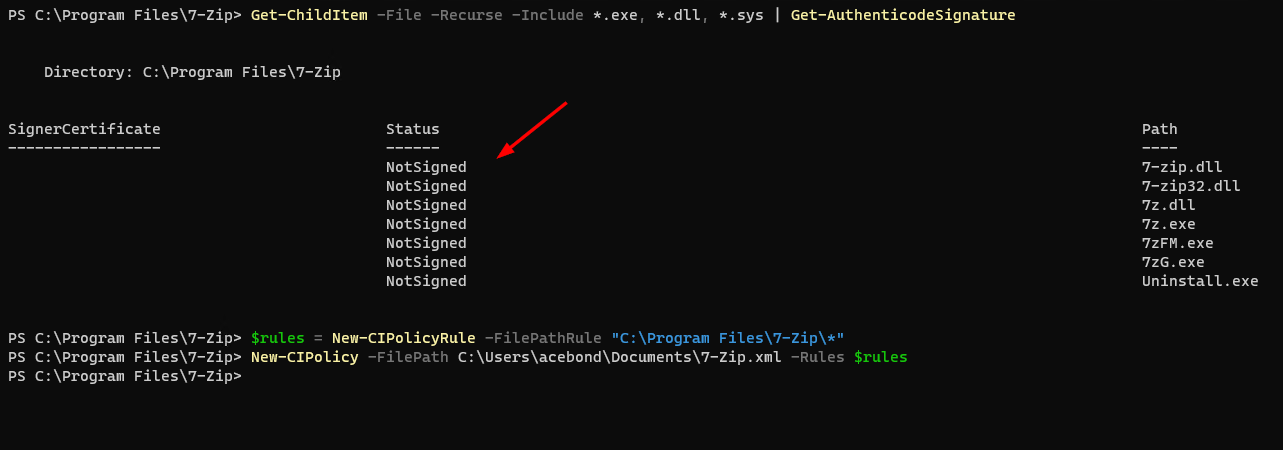 PS C:\Program Files\7-Zip> Get-ChildItem -File -Recurse -Include *.exe, *.dll, *.sys | Get-AuthenticodeSignature
Directory: C:\Program Files\7-Zip
SignerCertificate Status Path
----------------- ------ ----
NotSigned 7-zip.dll
NotSigned 7-zip32.dll
NotSigned 7z.dll
NotSigned 7z.exe
NotSigned 7zFM.exe
NotSigned 7zG.exe
NotSigned Uninstall.exe
PS C:\Program Files\7-Zip> $rules = New-CIPolicyRule -FilePathRule "C:\Program Files\7-Zip\*"
PS C:\Program Files\7-Zip> New-CIPolicy -FilePath C:\Users\acebond\Documents\7-Zip.xml -Rules $rules
PS C:\Program Files\7-Zip>